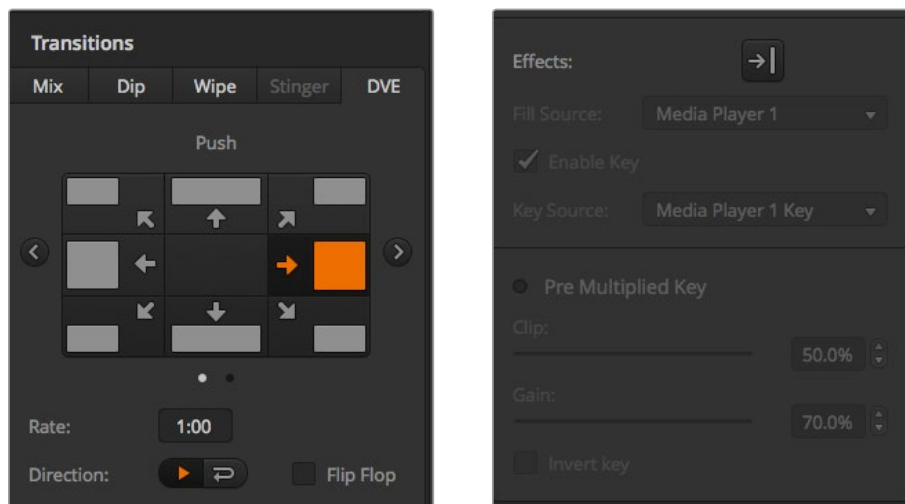 Transitions
Mix Dip Wipe Stinger DVE
Push
Rate: 1:00
Direction: Flip Flop
Effects:
Fill Source: Media Player 1
Enable Key
Key Source: Media Player 1 Key
Pre Multiplied Key
Clip:
50.0%
Gain:
70.0%
Invert key